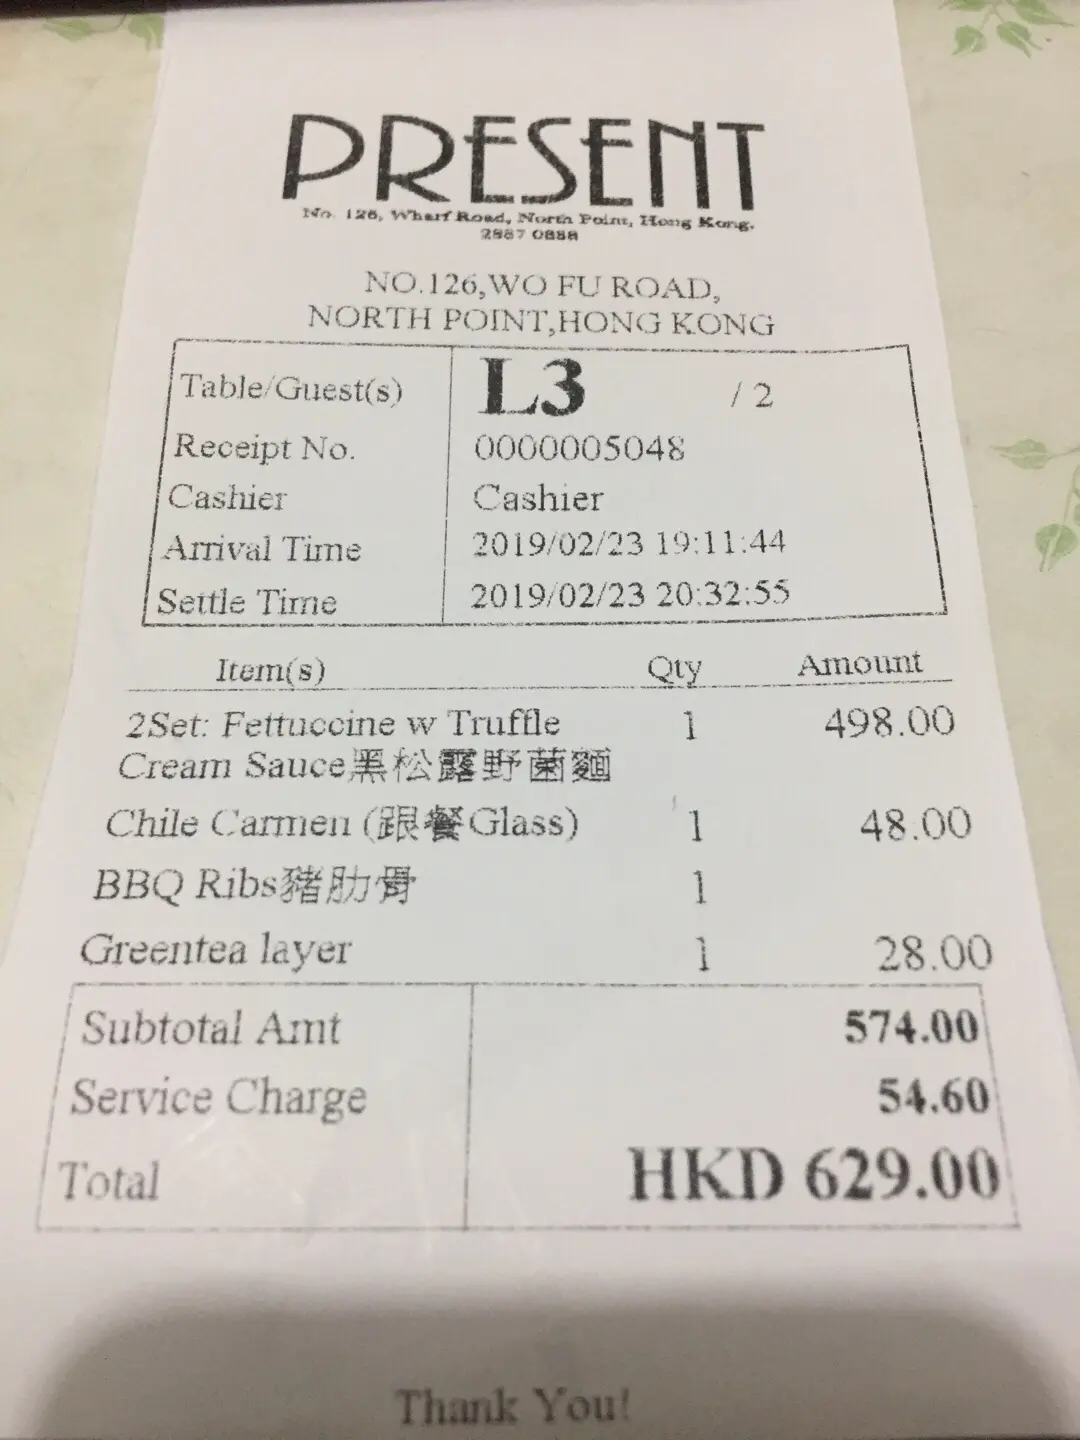 PRESENT
No. 126, Wharf Road, North Point, Hong Kong.
2887 0888
NO.126,WO FU ROAD,
NORTH POINT,HONG KONG
Table/Guest(s) L3 / 2
Receipt No. 0000005048
Cashier Cashier
Arrival Time 2019/02/23 19:11:44
Settle Time 2019/02/23 20:32:55
Item(s) Qty Amount
2Set: Fettuccine w Truffle 1 498.00
Cream Sauce黑松露野菌麵
Chile Carmen (跟餐Glass) 1 48.00
BBQ Ribs豬肋骨 1
Greentea layer 1 28.00
Subtotal Amt 574.00
Service Charge 54.60
Total HKD 629.00
Thank You!